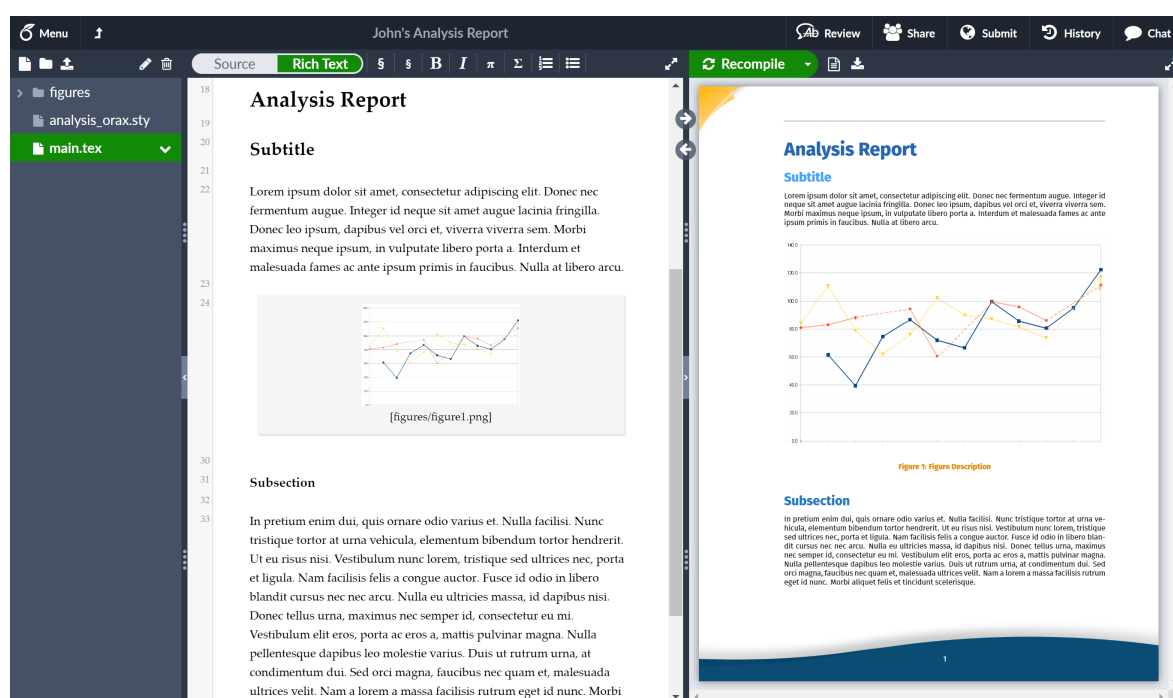 Menu
John's Analysis Report
Review
Share
Submit
History
Chat
Source
Rich Text
§
§
B
I
π
Σ
Recompile
figures
analysis_orax.sty
main.tex
18
Analysis Report
19
20
Subtitle
21
22
Lorem ipsum dolor sit amet, consectetur adipiscing elit. Donec nec
fermentum augue. Integer id neque sit amet augue lacinia fringilla.
Donec leo ipsum, dapibus vel orci et, viverra viverra sem. Morbi
maximus neque ipsum, in vulputate libero porta a. Interdum et
malesuada fames ac ante ipsum primis in faucibus. Nulla at libero arcu.
23
24
[figures/figure1.png]
30
31
Subsection
32
33
In pretium enim dui, quis ornare odio varius et. Nulla facilisi. Nunc
tristique tortor at urna vehicula, elementum bibendum tortor hendrerit.
Ut eu risus nisi. Vestibulum nunc lorem, tristique sed ultrices nec, porta
et ligula. Nam facilisis felis a congue auctor. Fusce id odio in libero
blandit cursus nec nec arcu. Nulla eu ultricies massa, id dapibus nisi.
Donec tellus urna, maximus nec semper id, consectetur eu mi.
Vestibulum elit eros, porta ac eros a, mattis pulvinar magna. Nulla
pellentesque dapibus leo molestie varius. Duis ut rutrum urna, at
condimentum dui. Sed orci magna, faucibus nec quam et, malesuada
ultrices velit. Nam a lorem a massa facilisis rutrum eget id nunc. Morbi
Analysis Report
Subtitle
Lorem ipsum dolor sit amet, consectetur adipiscing elit. Donec nec fermentum augue. Integer id
neque sit amet augue lacinia fringilla. Donec leo ipsum, dapibus vel orci et, viverra viverra sem.
Morbi maximus neque ipsum, in vulputate libero porta a. Interdum et malesuada fames ac ante
ipsum primis in faucibus. Nulla at libero arcu.
140.0
120.0
100.0
80.0
60.0
40.0
20.0
0.0
Figure 1: Figure Description
Subsection
In pretium enim dui, quis ornare odio varius et. Nulla facilisi. Nunc tristique tortor at urna ve-
hicula, elementum bibendum tortor hendrerit. Ut eu risus nisi. Vestibulum nunc lorem, tristique
sed ultrices nec, porta et ligula. Nam facilisis felis a congue auctor. Fusce id odio in libero blan-
dit cursus nec nec arcu. Nulla eu ultricies massa, id dapibus nisi. Donec tellus urna, maximus
nec semper id, consectetur eu mi. Vestibulum elit eros, porta ac eros a, mattis pulvinar magna.
Nulla pellentesque dapibus leo molestie varius. Duis ut rutrum urna, at condimentum dui. Sed
orci magna, faucibus nec quam et, malesuada ultrices velit. Nam a lorem a massa facilisis rutrum
eget id nunc. Morbi aliquet felis et tincidunt scelerisque.
1